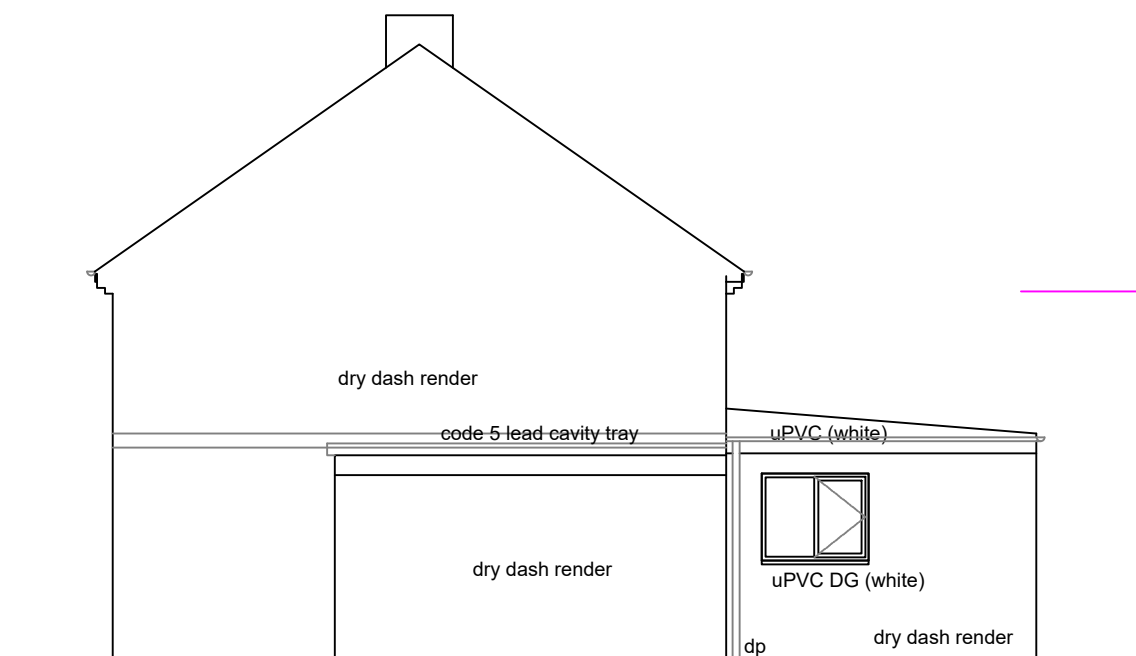 dry dash render
code 5 lead cavity tray
uPVC (white)
dry dash render
uPVC DG (white)
dry dash render
dp